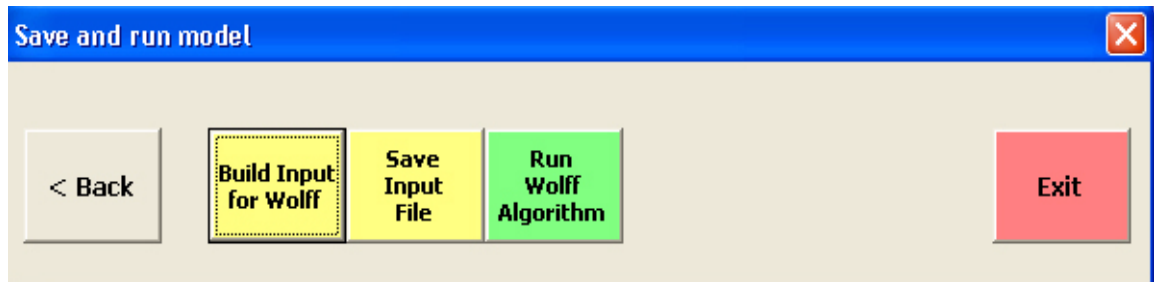 Save and run model
< Back
Build Input
for Wolff
Save
Input
File
Run
Wolff
Algorithm
Exit